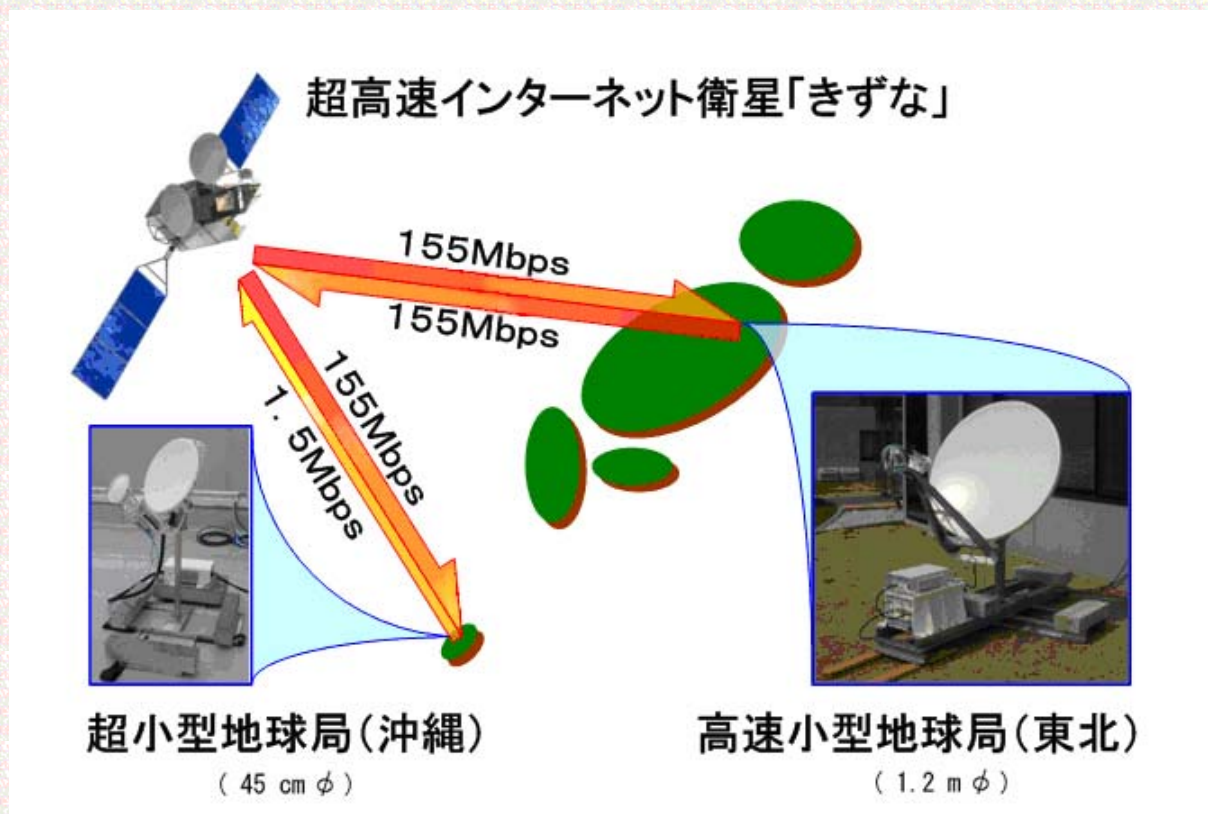 超高速インターネット衛星「きずな」
155Mbps
155Mbps
155Mbps
1. 5Mbps
超小型地球局(沖縄)
( 45 cm φ )
高速小型地球局(東北)
( 1.2 m φ )